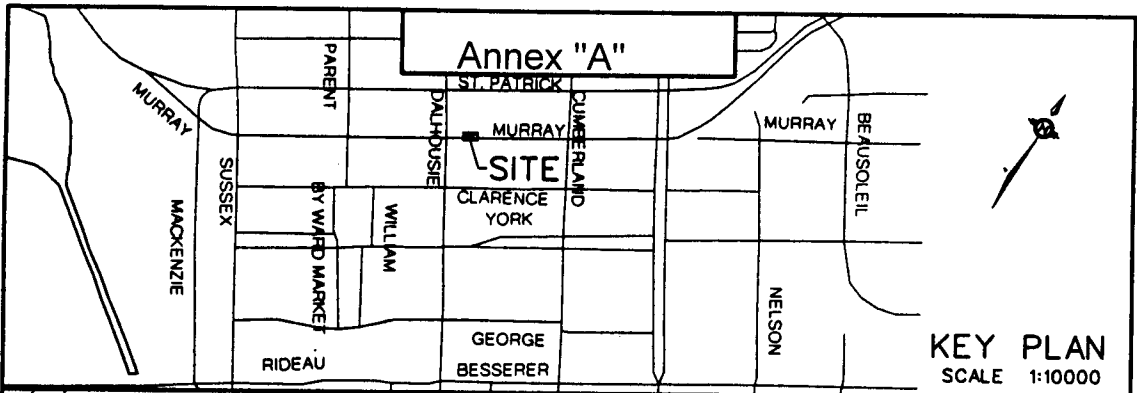 Annex "A"
ST. PATRICK
PARENT
MURRAY
DALHOUSIE
CUMBERLAND
MURRAY
MURRAY
BEAUSOLEIL
SITE
SUSSEX
MACKENZIE
BY WARD MARKET
WILLIAM
CLARENCE
YORK
NELSON
GEORGE
RIDEAU
BESSERER
KEY PLAN
SCALE 1:10000